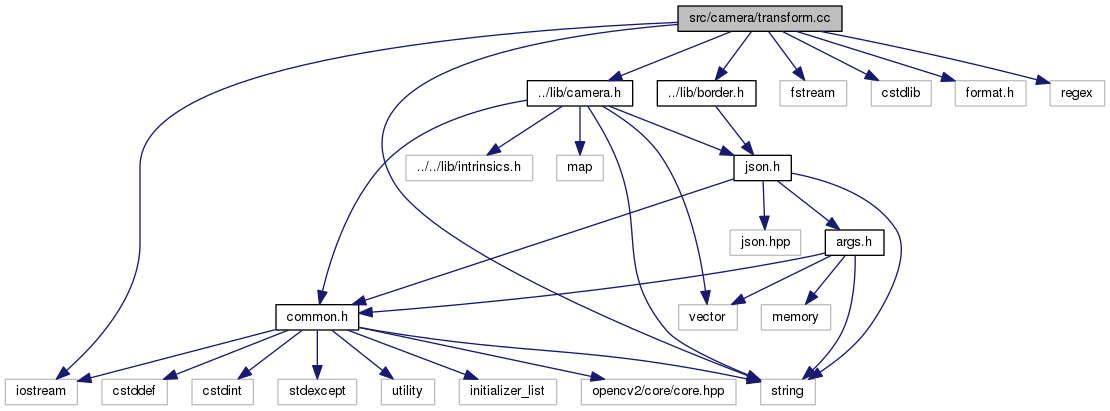 src/camera/transform.cc
../lib/camera.h
../lib/border.h
fstream
cstdlib
format.h
regex
../../lib/intrinsics.h
map
json.h
json.hpp
args.h
common.h
vector
memory
iostream
cstddef
cstdint
stdexcept
utility
initializer_list
opencv2/core/core.hpp
string